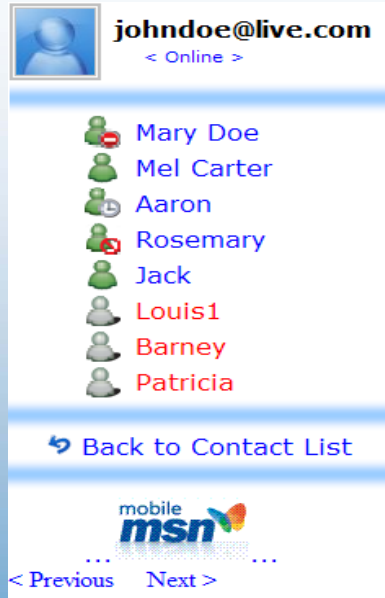 johndoe@live.com
< Online >
Mary Doe
Mel Carter
Aaron
Rosemary
Jack
Louis1
Barney
Patricia
Back to Contact List
mobile
msn
... ...
< Previous Next >